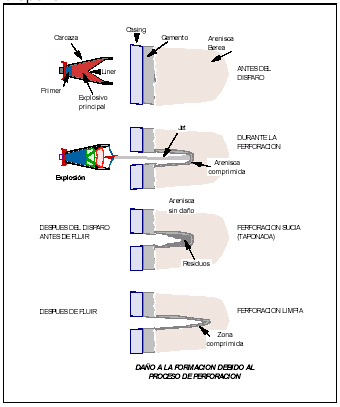 Casing
Carcaza
Cemento
Arenisca
Berea
Liner
ANTES DEL
DISPARO
Primer
Explosivo
principal
Jet
DURANTE LA
PERFORACION
Arenisca
comprimida
Explosión
Arenisca
sin daño
DESPUES DEL DISPARO
ANTES DE FLUIR
PERFORACION SUCIA
(TAPONADA)
Residuos
DESPUES DE FLUIR
PERFORACION LIMPIA
Zona
comprimida
DAÑO A LA FORMACION DEBIDO AL
PROCESO DE PERFORACION